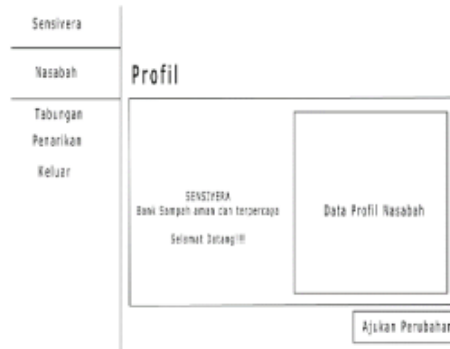 Sensivera
Nasabah
Tabungan
Penarikan
Keluar
Profil
SENSIVERA
Bank Sampah aman dan terpercaya
Selamat Datang!!!
Data Profil Nasabah
Ajukan Perubahan